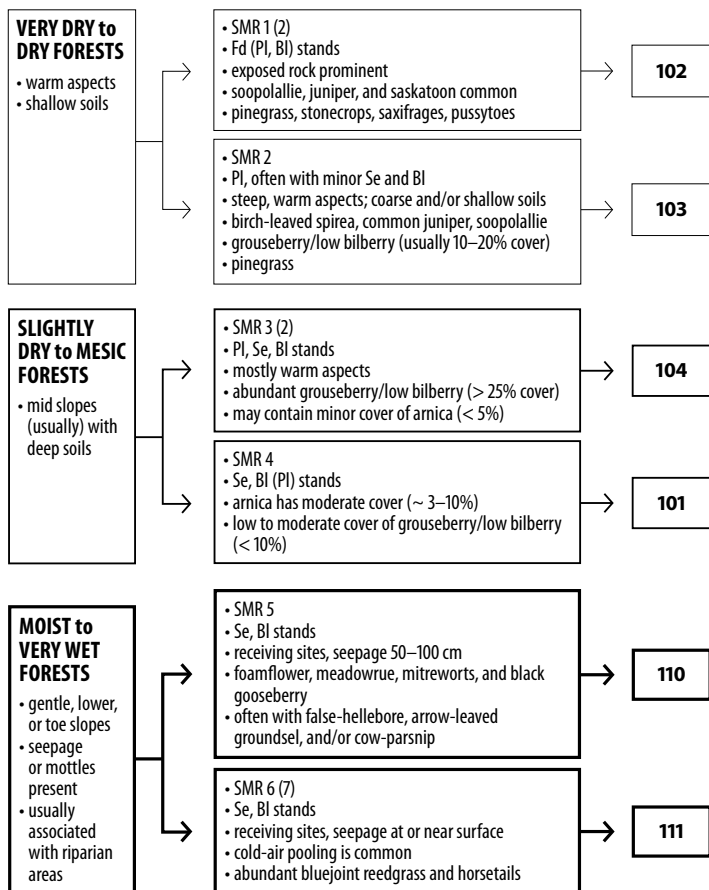 VERY DRY to
DRY FORESTS
• warm aspects
• shallow soils
• SMR 1 (2)
• Fd (Pl, Bl) stands
• exposed rock prominent
• soopolallie, juniper, and saskatoon common
• pinegrass, stonecrops, saxifrages, pussytoes
102
• SMR 2
• Pl, often with minor Se and Bl
• steep, warm aspects; coarse and/or shallow soils
• birch-leaved spirea, common juniper, soopolallie
• grouseberry/low bilberry (usually 10–20% cover)
• pinegrass
103
SLIGHTLY
DRY to MESIC
FORESTS
• mid slopes
(usually) with
deep soils
• SMR 3 (2)
• Pl, Se, Bl stands
• mostly warm aspects
• abundant grouseberry/low bilberry (> 25% cover)
• may contain minor cover of arnica (< 5%)
104
• SMR 4
• Se, Bl (Pl) stands
• arnica has moderate cover (~ 3–10%)
• low to moderate cover of grouseberry/low bilberry
(< 10%)
101
MOIST to
VERY WET
FORESTS
• gentle, lower,
or toe slopes
• seepage
or mottles
present
• usually
associated
with riparian
areas
• SMR 5
• Se, Bl stands
• receiving sites, seepage 50–100 cm
• foamflower, meadowrue, mitreworts, and black
gooseberry
• often with false-hellebore, arrow-leaved
groundsel, and/or cow-parsnip
110
• SMR 6 (7)
• Se, Bl stands
• receiving sites, seepage at or near surface
• cold-air pooling is common
• abundant bluejoint reedgrass and horsetails
111